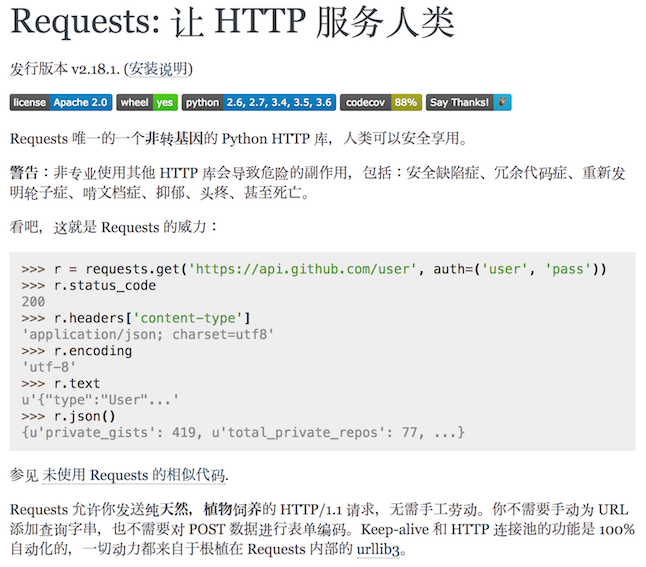 Requests: 让 HTTP 服务人类
发行版本 v2.18.1. (安装说明)
license Apache 2.0 wheel yes python 2.6, 2.7, 3.4, 3.5, 3.6 codecov 88% Say Thanks!
Requests 唯一的一个非转基因的 Python HTTP 库，人类可以安全享用。
警告：非专业使用其他 HTTP 库会导致危险的副作用，包括：安全缺陷症、冗余代码症、重新发
明轮子症、啃文档症、抑郁、头疼、甚至死亡。
看吧，这就是 Requests 的威力：
>>> r = requests.get('https://api.github.com/user', auth=('user', 'pass'))
>>> r.status_code
200
>>> r.headers['content-type']
'application/json; charset=utf8'
>>> r.encoding
'utf-8'
>>> r.text
u'{"type":"User"...'
>>> r.json()
{u'private_gists': 419, u'total_private_repos': 77, ...}
参见 未使用 Requests 的相似代码.
Requests 允许你发送纯天然，植物饲养的 HTTP/1.1 请求，无需手工劳动。你不需要手动为 URL
添加查询字串，也不需要对 POST 数据进行表单编码。Keep-alive 和 HTTP 连接池的功能是 100%
自动化的，一切动力都来自于根植在 Requests 内部的 urllib3。